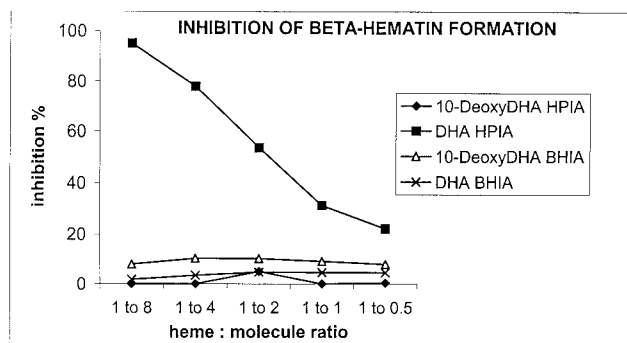 INHIBITION OF BETA-HEMATIN FORMATION
100
80
60
40
20
0
inhibition %
1 to 8 1 to 4 1 to 2 1 to 1 1 to 0.5
heme : molecule ratio
10-DeoxyDHA HPIA
DHA HPIA
10-DeoxyDHA BHIA
DHA BHIA